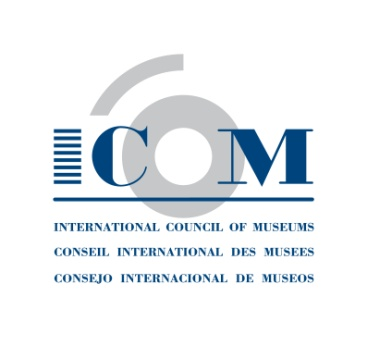 ICOM
INTERNATIONAL COUNCIL OF MUSEUMS
CONSEIL INTERNATIONAL DES MUSEES
CONSEJO INTERNACIONAL DE MUSEOS